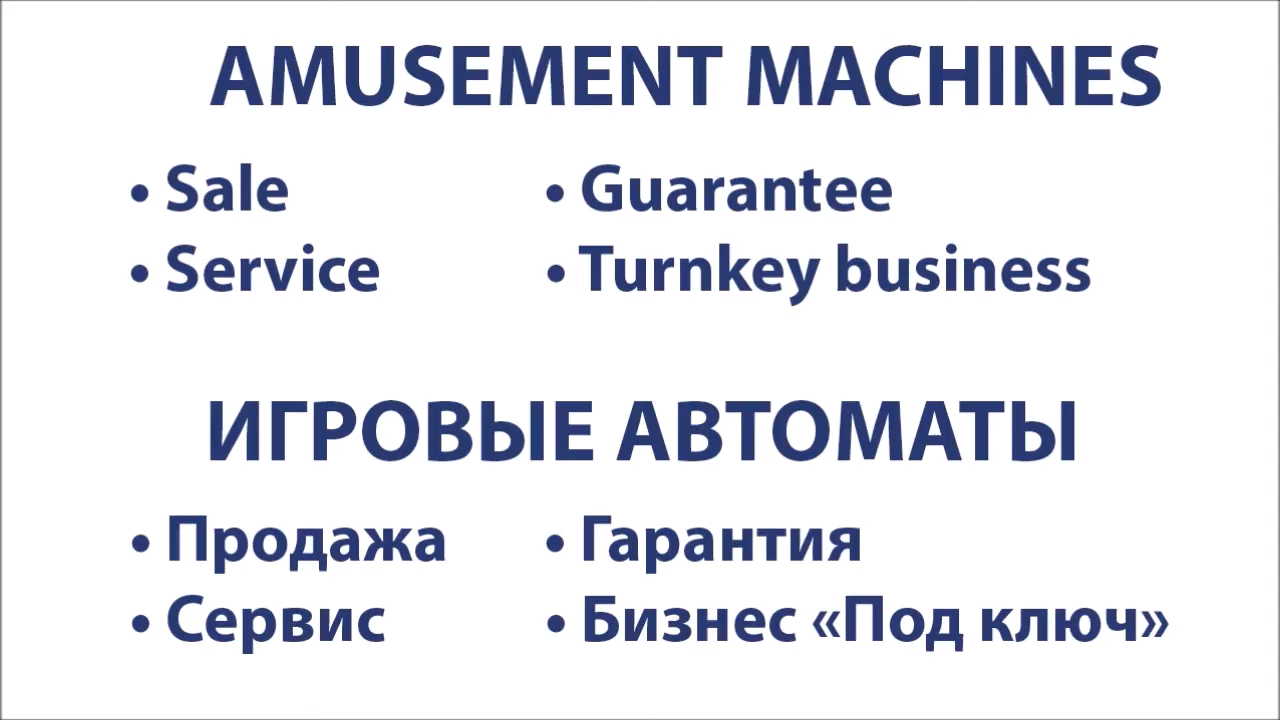 AMUSEMENT MACHINES
• Sale • Guarantee
• Service • Turnkey business
ИГРОВЫЕ АВТОМАТЫ
• Продажа • Гарантия
• Сервис • Бизнес «Под ключ»